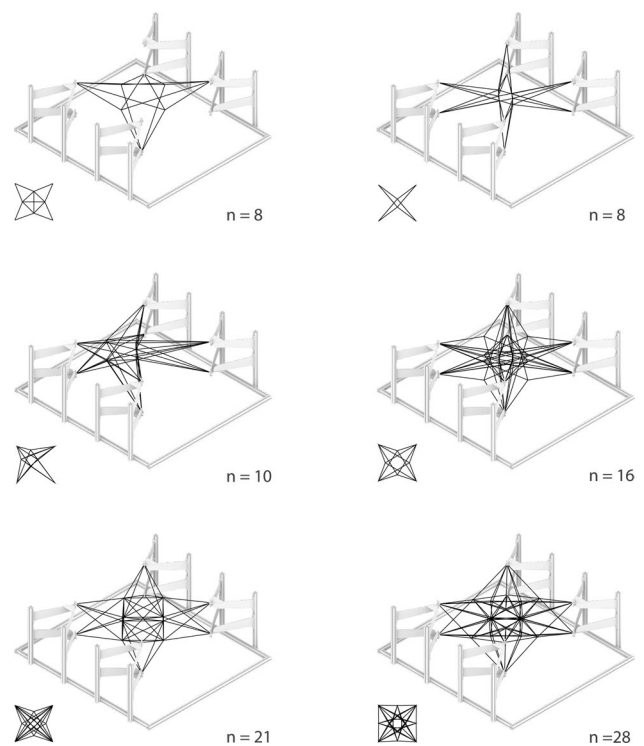 n = 8
n = 8
n = 10
n = 16
n = 21
n =28